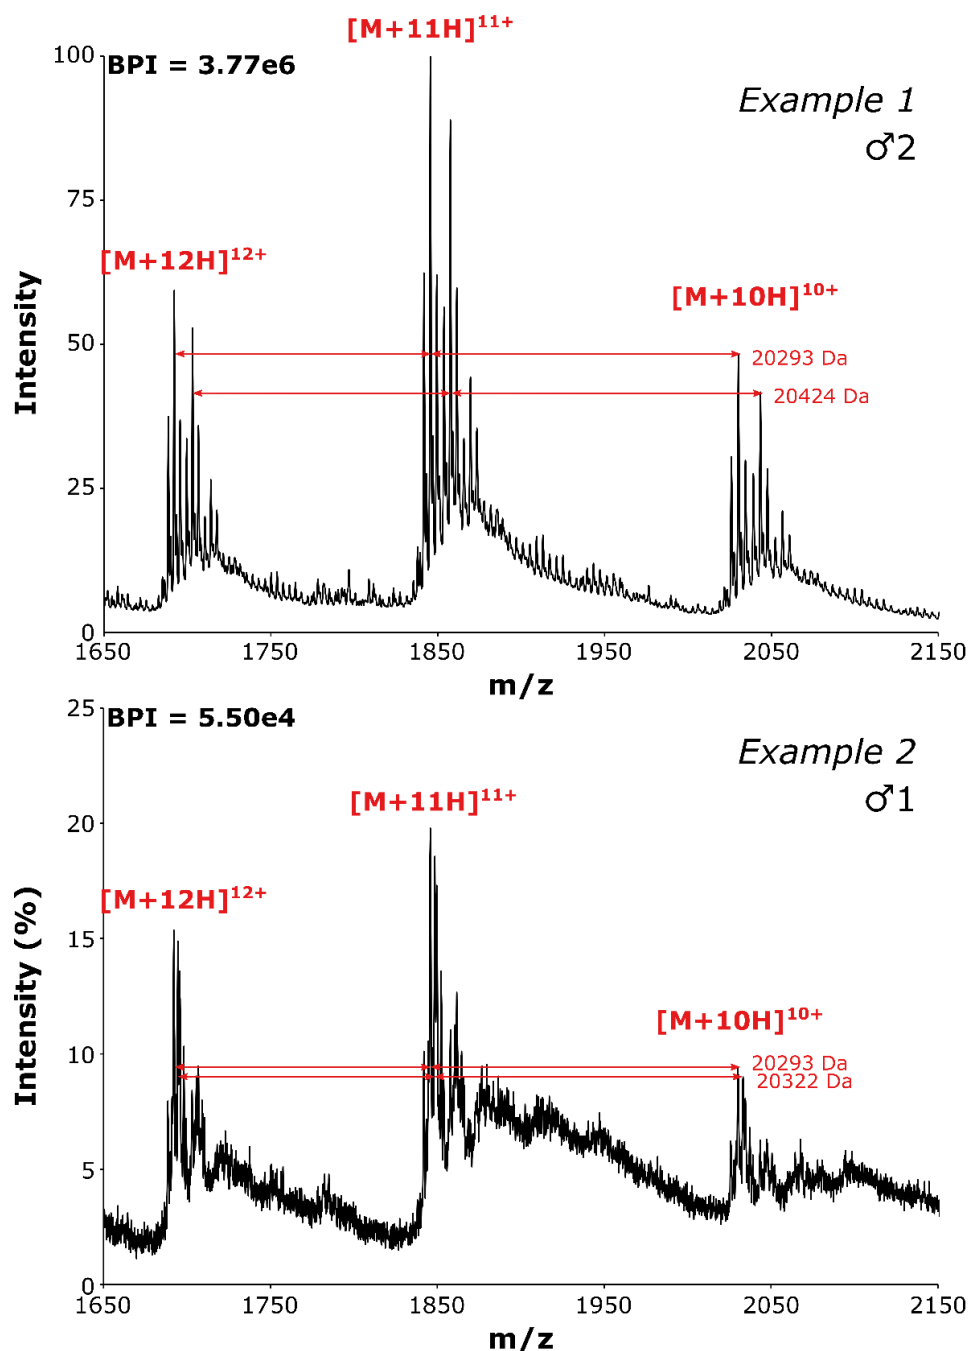 [M+11H]¹¹⁺
100
BPI = 3.77e6
Example 1
♂2
75
[M+12H]¹²⁺
[M+10H]¹⁰⁺
Intensity
50
20293 Da
20424 Da
25
0
1650
1750
1850
1950
2050
2150
m/z
25
BPI = 5.50e4
Example 2
♂1
[M+11H]¹¹⁺
20
[M+12H]¹²⁺
Intensity (%)
15
[M+10H]¹⁰⁺
10
20293 Da
20322 Da
5
0
1650
1750
1850
1950
2050
2150
m/z